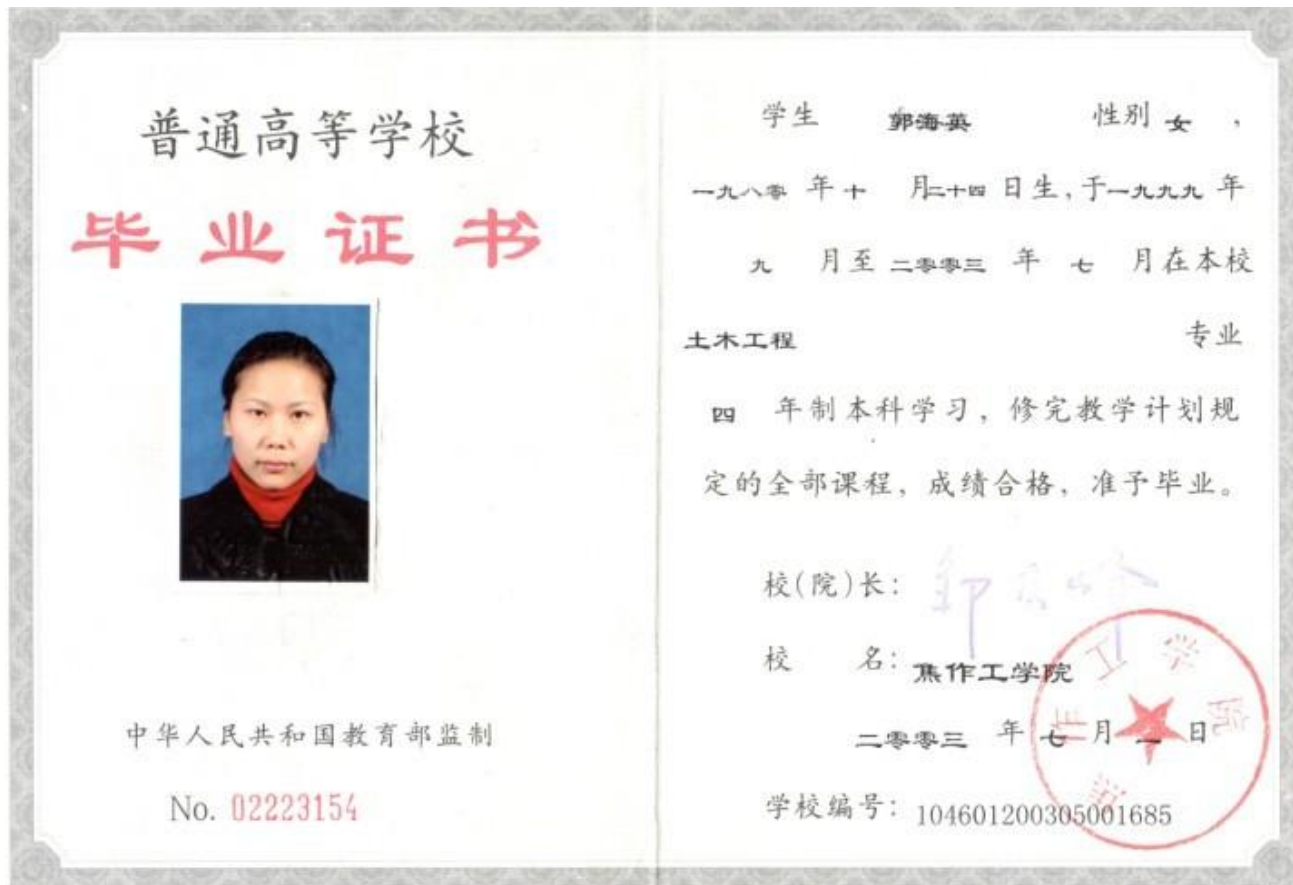 普通高等学校
毕业证书
中华人民共和国教育部监制
No. 02223154
学生 郭海英 性别 女 ,
一九八零 年 十 月二十四 日生,于一九九九 年
九 月至 二零零三 年 七 月在本校
土木工程 专业
四 年制本科学习, 修完教学计划规
定的全部课程, 成绩合格, 准予毕业。
校(院)长:
校 名: 焦作工学院
二零零三 年 七 月 一 日
学校编号: 104601200305001685
焦作工学院